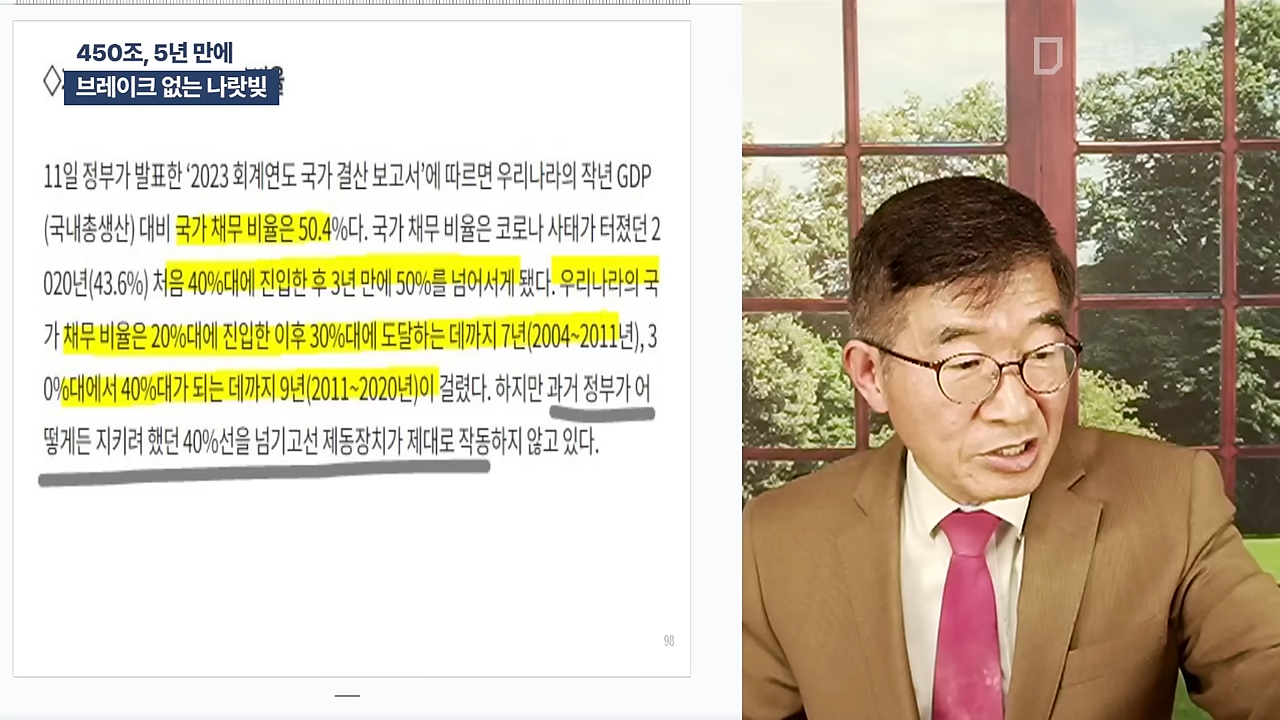 450조, 5년 만에
브레이크 없는 나랏빚
11일 정부가 발표한 ‘2023 회계연도 국가 결산 보고서’에 따르면 우리나라의 작년 GDP
(국내총생산) 대비 국가 채무 비율은 50.4%다. 국가 채무 비율은 코로나 사태가 터졌던 2
020년(43.6%) 처음 40%대에 진입한 후 3년 만에 50%를 넘어서게 됐다. 우리나라의 국
가 채무 비율은 20%대에 진입한 이후 30%대에 도달하는 데까지 7년(2004~2011년), 3
0%대에서 40%대가 되는 데까지 9년(2011~2020년)이 걸렸다. 하지만 과거 정부가 어
떻게든 지키려 했던 40%선을 넘기고선 제동장치가 제대로 작동하지 않고 있다.
98